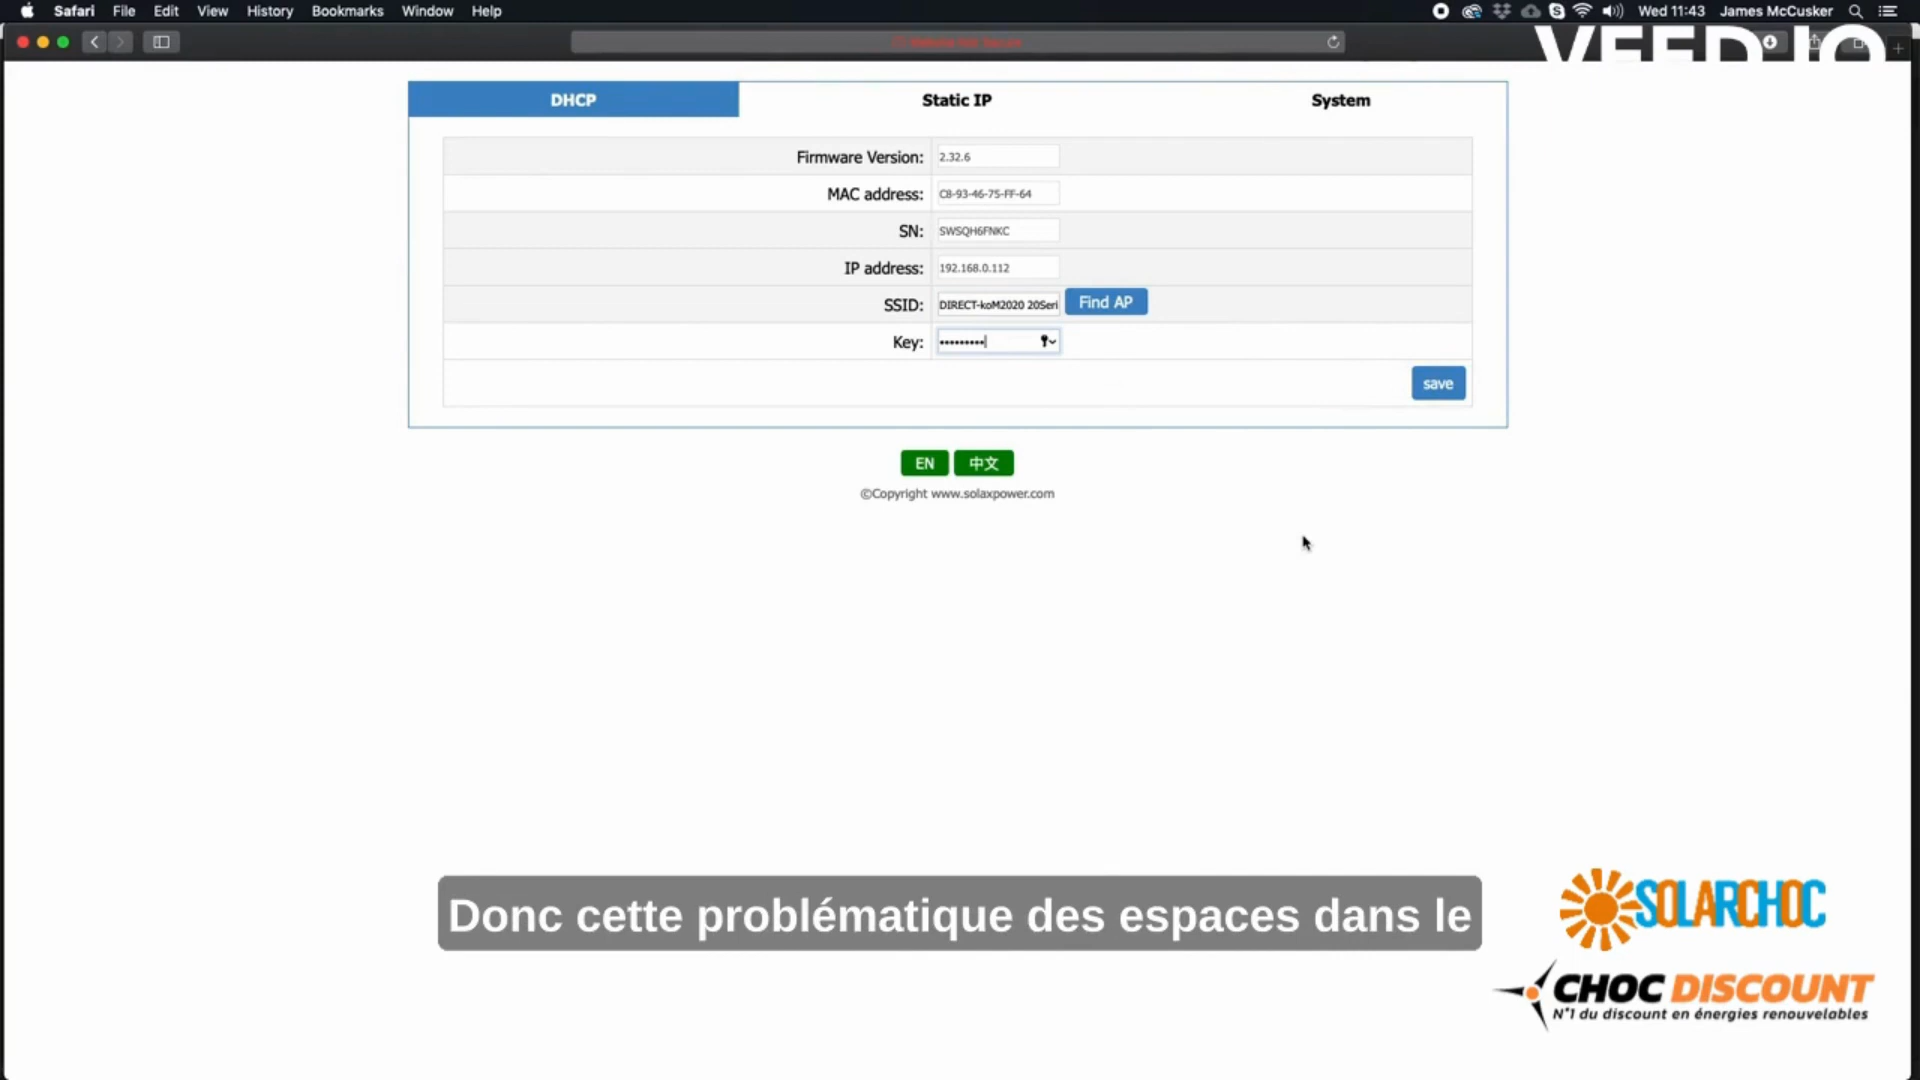 Safari File Edit View History Bookmarks Window Help Wed 11:43 James McCusker
VEED.IO
DHCP Static IP System
Firmware Version: 2.32.6
MAC address: C8-93-46-75-FF-64
SN: SWSQH6FNKC
IP address: 192.168.0.112
SSID: DIRECT-koM2020 20Seri Find AP
Key: •••••••••
save
EN 中文
©Copyright www.solaxpower.com
Donc cette problématique des espaces dans le
SOLARCHOC
CHOC DISCOUNT
N°1 du discount en énergies renouvelables